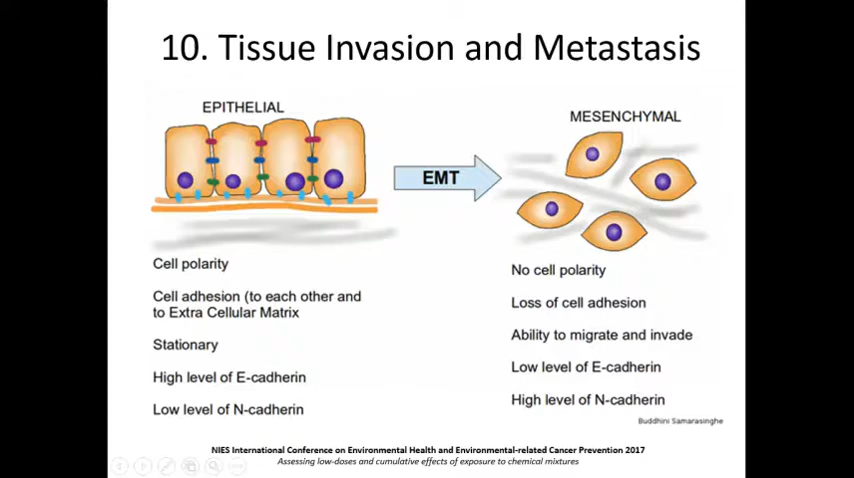 10. Tissue Invasion and Metastasis
EPITHELIAL
MESENCHYMAL
EMT
Cell polarity
Cell adhesion (to each other and
to Extra Cellular Matrix
Stationary
High level of E-cadherin
Low level of N-cadherin
No cell polarity
Loss of cell adhesion
Ability to migrate and invade
Low level of E-cadherin
High level of N-cadherin
Buddhini Samarasinghe
NIES International Conference on Environmental Health and Environmental-related Cancer Prevention 2017
Assessing low-doses and cumulative effects of exposure to chemical mixtures